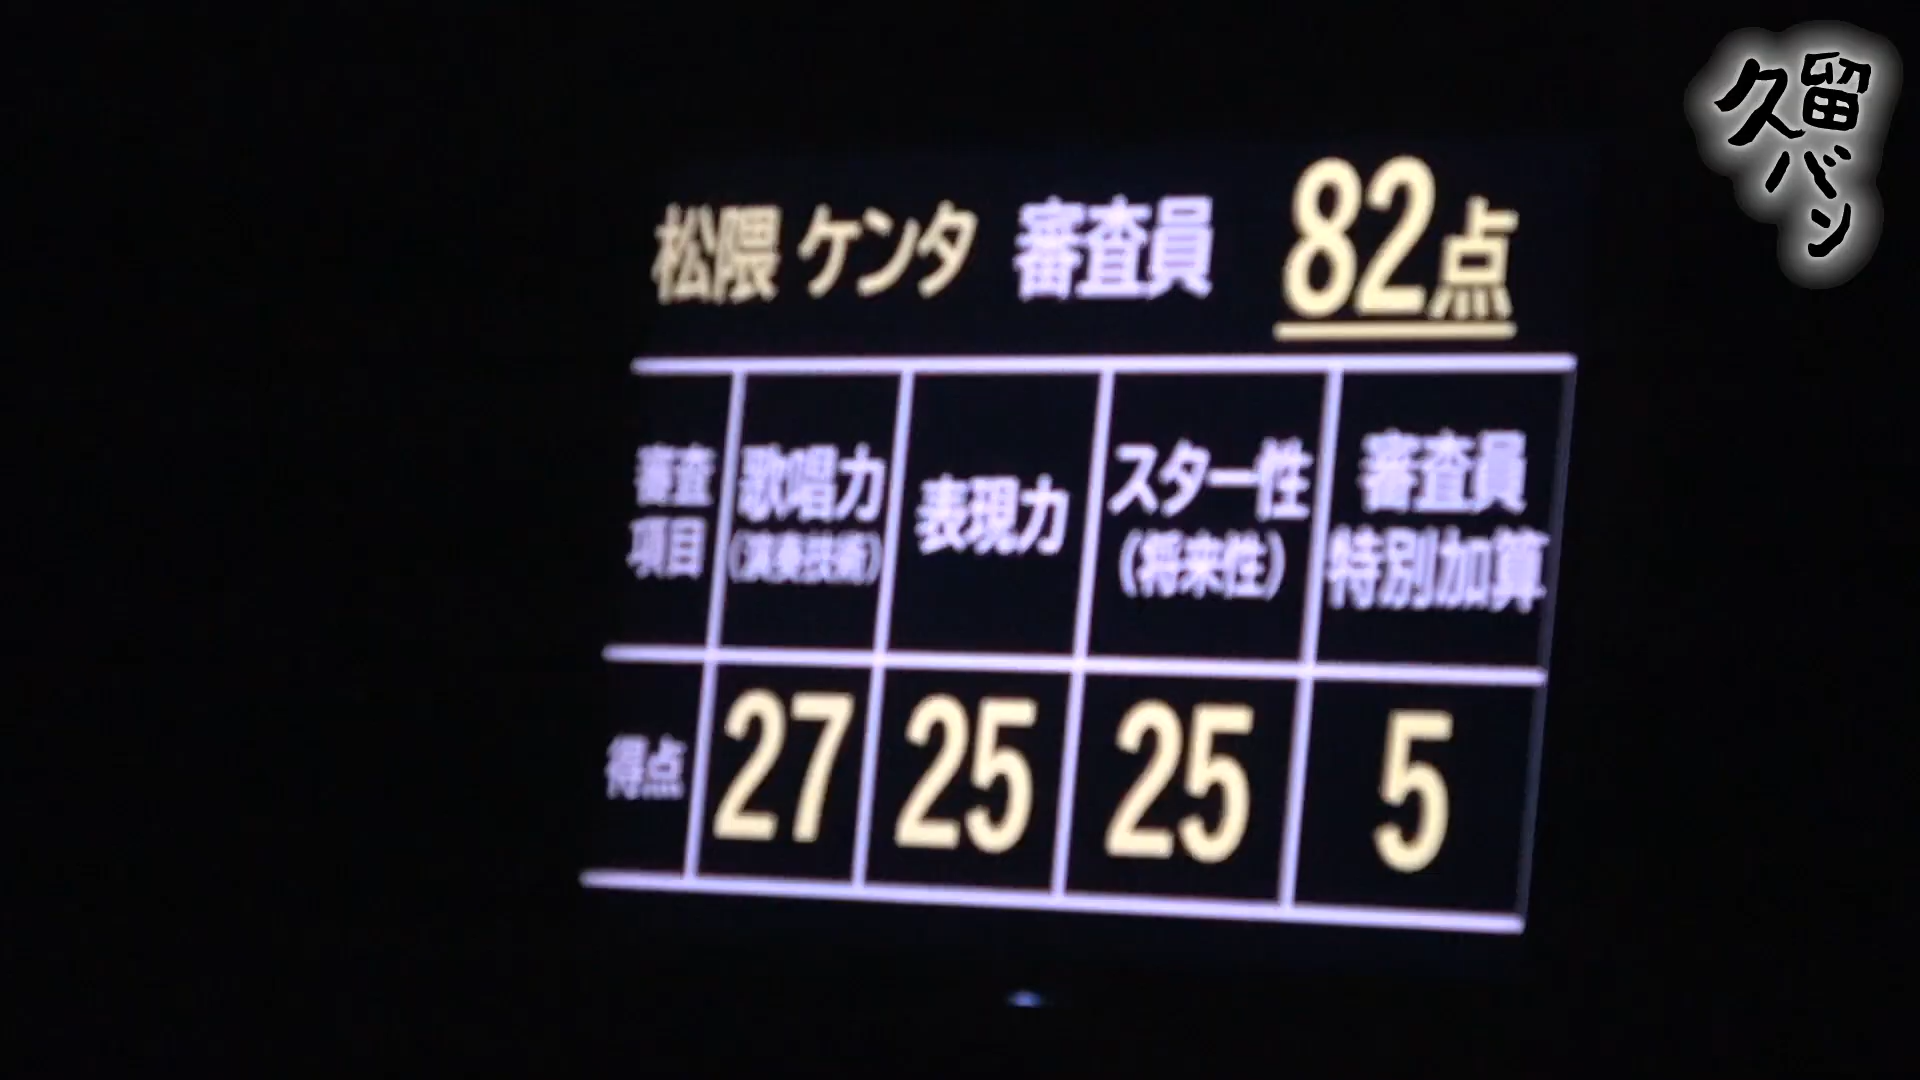 松隈 ケンタ 審査員 82点
審査
項目
歌唱力
(演奏技術)
表現力
スター性
(将来性)
審査員
特別加算
得点 27 25 25 5
久留
バン